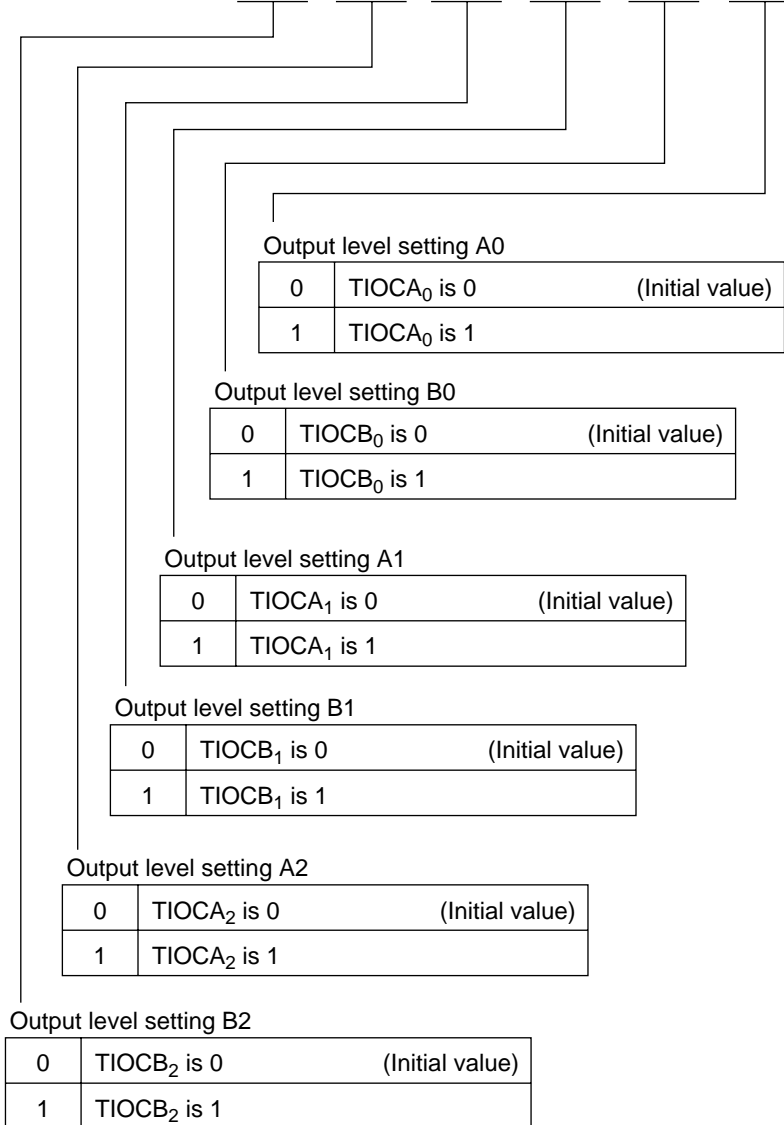 Output level setting A0
0 TIOCA₀ is 0 (Initial value)
1 TIOCA₀ is 1
Output level setting B0
0 TIOCB₀ is 0 (Initial value)
1 TIOCB₀ is 1
Output level setting A1
0 TIOCA₁ is 0 (Initial value)
1 TIOCA₁ is 1
Output level setting B1
0 TIOCB₁ is 0 (Initial value)
1 TIOCB₁ is 1
Output level setting A2
0 TIOCA₂ is 0 (Initial value)
1 TIOCA₂ is 1
Output level setting B2
0 TIOCB₂ is 0 (Initial value)
1 TIOCB₂ is 1